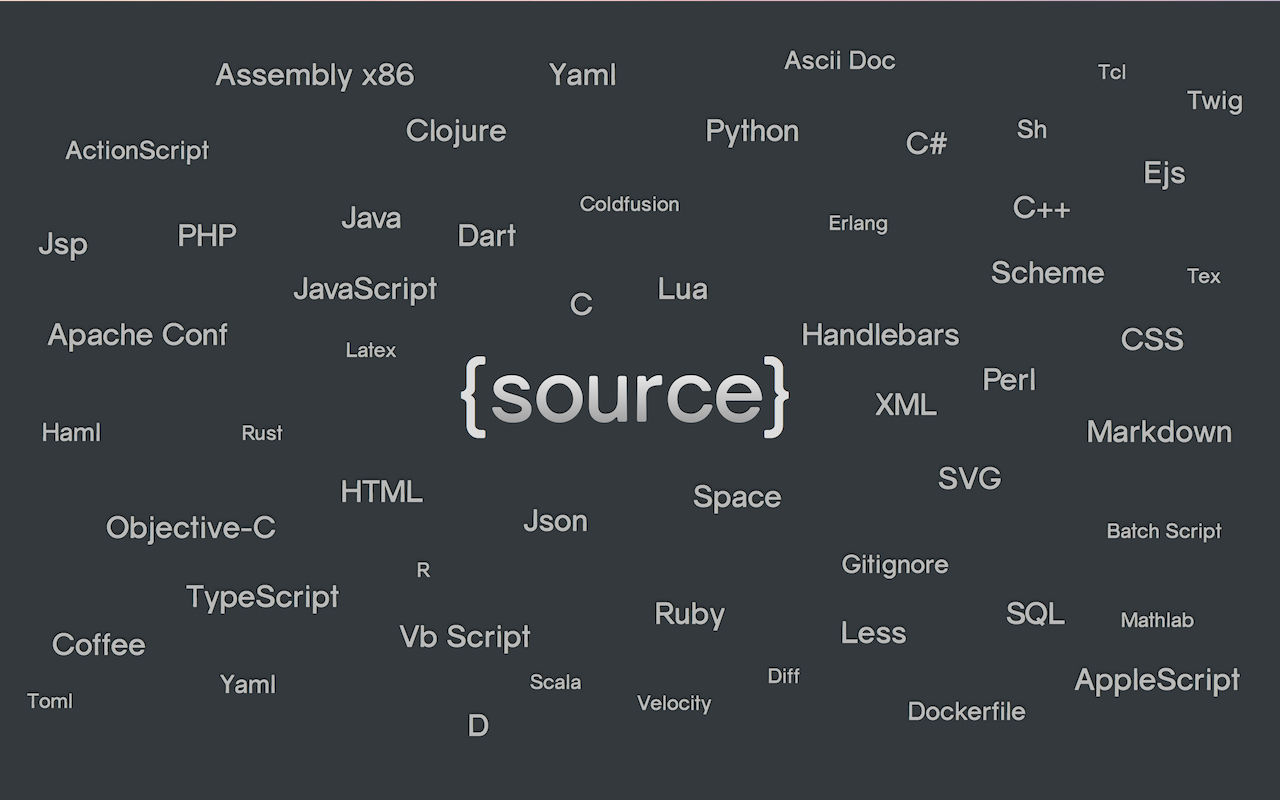 Ascii Doc
Assembly x86
Yaml
Tcl
Twig
Clojure
Python
Sh
C#
ActionScript
Ejs
Coldfusion
C++
Java
Erlang
PHP
Dart
Jsp
Scheme
Tex
JavaScript
Lua
C
Apache Conf
Handlebars
CSS
Latex
Perl
{source}
XML
Haml
Rust
Markdown
SVG
HTML
Space
Json
Objective-C
Batch Script
Gitignore
R
TypeScript
Ruby
SQL
Mathlab
Less
Vb Script
Coffee
Diff
AppleScript
Scala
Yaml
Toml
Velocity
Dockerfile
D